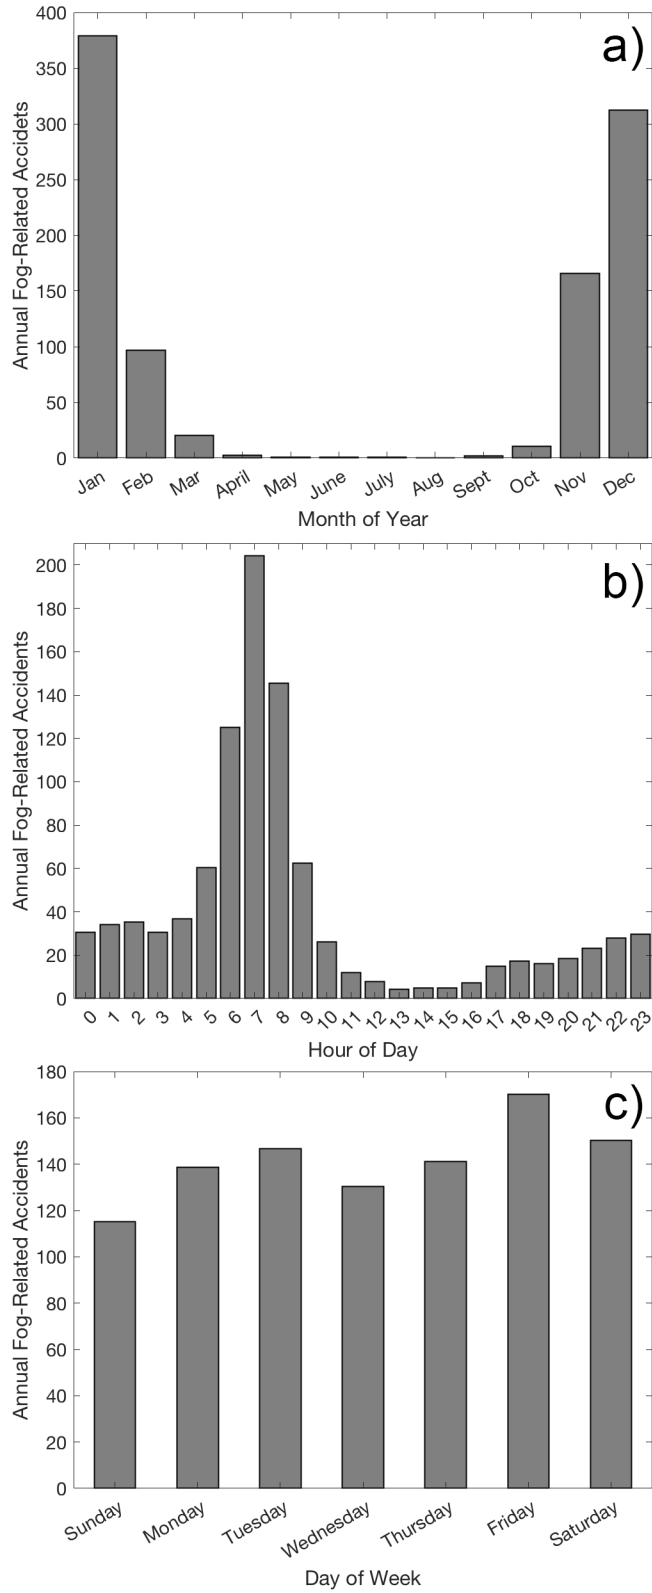 a)
400
350
300
250
200
150
100
50
0
Annual Fog-Related Accidets
Jan Feb Mar April May June July Aug Sept Oct Nov Dec
Month of Year
b)
200
180
160
140
120
100
80
60
40
20
0
Annual Fog-Related Accidents
0 1 2 3 4 5 6 7 8 9 10 11 12 13 14 15 16 17 18 19 20 21 22 23
Hour of Day
c)
180
160
140
120
100
80
60
40
20
0
Annual Fog-Related Accidents
Sunday Monday Tuesday Wednesday Thursday Friday Saturday
Day of Week